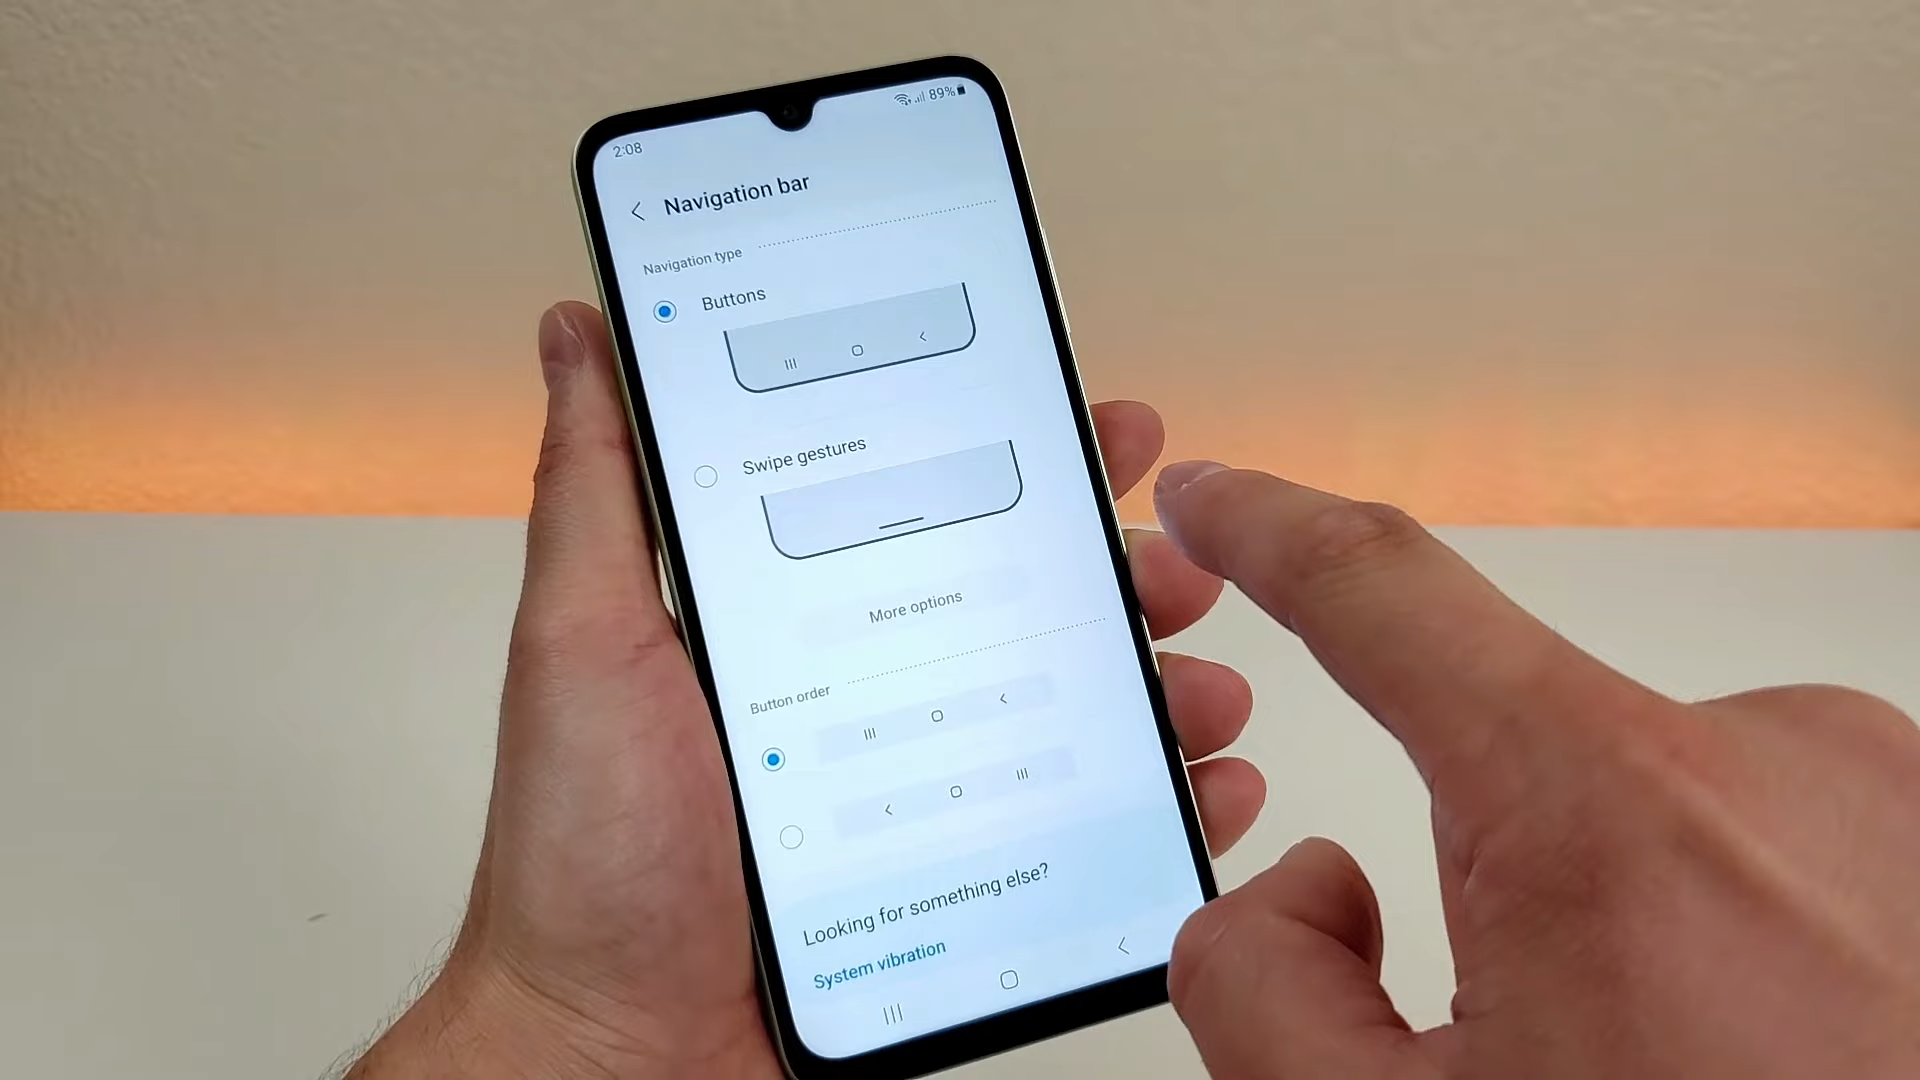 2:08
89%
Navigation bar
Navigation type
Buttons
Swipe gestures
More options
Button order
Looking for something else?
System vibration